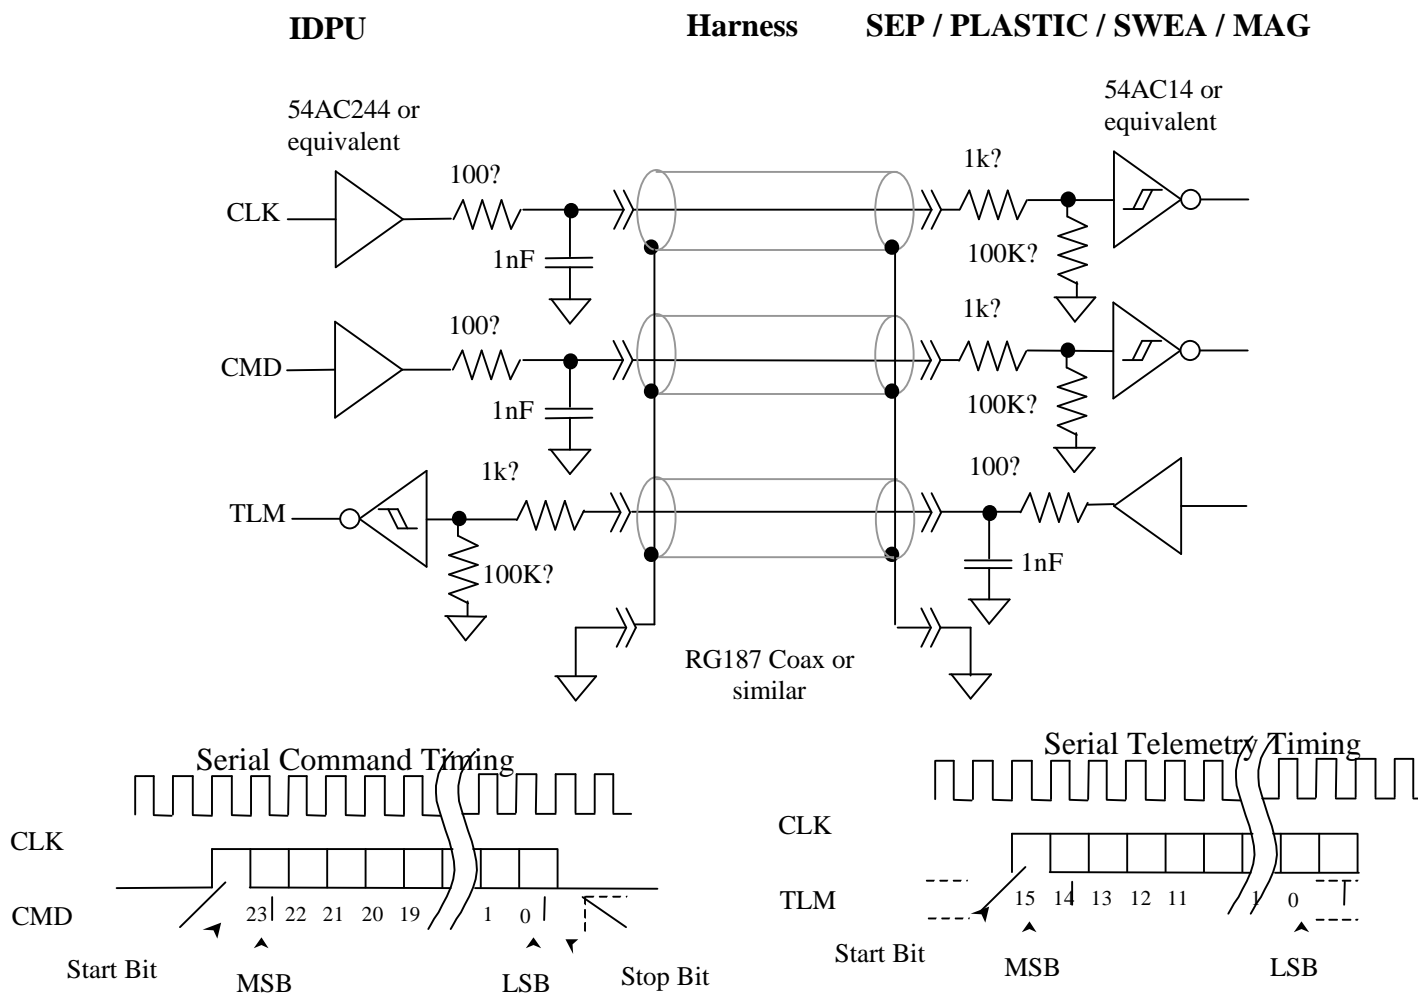 IDPU
Harness
SEP / PLASTIC / SWEA / MAG
54AC244 or
equivalent
54AC14 or
equivalent
CLK
100?
1nF
1k?
100K?
CMD
100?
1nF
1k?
100K?
TLM
1k?
100K?
100?
1nF
RG187 Coax or
similar
Serial Command Timing
CLK
CMD
23 22 21 20 19 1 0
Start Bit
MSB
LSB
Stop Bit
Serial Telemetry Timing
CLK
TLM
15 14 13 12 11 1 0
Start Bit
MSB
LSB